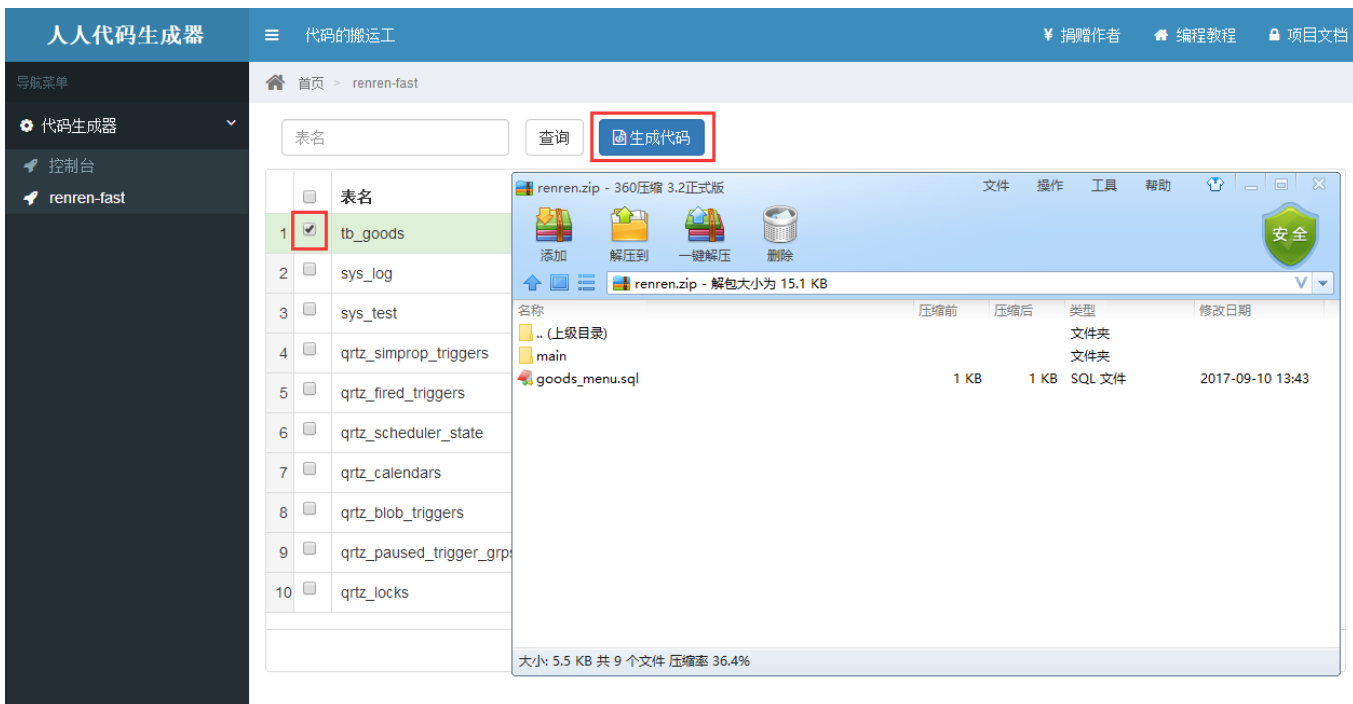 人人代码生成器
代码的搬运工
¥ 捐赠作者
编程教程
项目文档
导航菜单
首页 > renren-fast
代码生成器
控制台
renren-fast
表名
查询
生成代码
表名
1 tb_goods
2 sys_log
3 sys_test
4 qrtz_simprop_triggers
5 qrtz_fired_triggers
6 qrtz_scheduler_state
7 qrtz_calendars
8 qrtz_blob_triggers
9 qrtz_paused_trigger_grps
10 qrtz_locks
renren.zip - 360压缩 3.2正式版
文件 操作 工具 帮助
添加 解压到 一键解压 删除
安全
renren.zip - 解包大小为 15.1 KB
名称 压缩前 压缩后 类型 修改日期
.. (上级目录) 文件夹
main 文件夹
goods_menu.sql 1 KB 1 KB SQL 文件 2017-09-10 13:43
大小: 5.5 KB 共 9 个文件 压缩率 36.4%